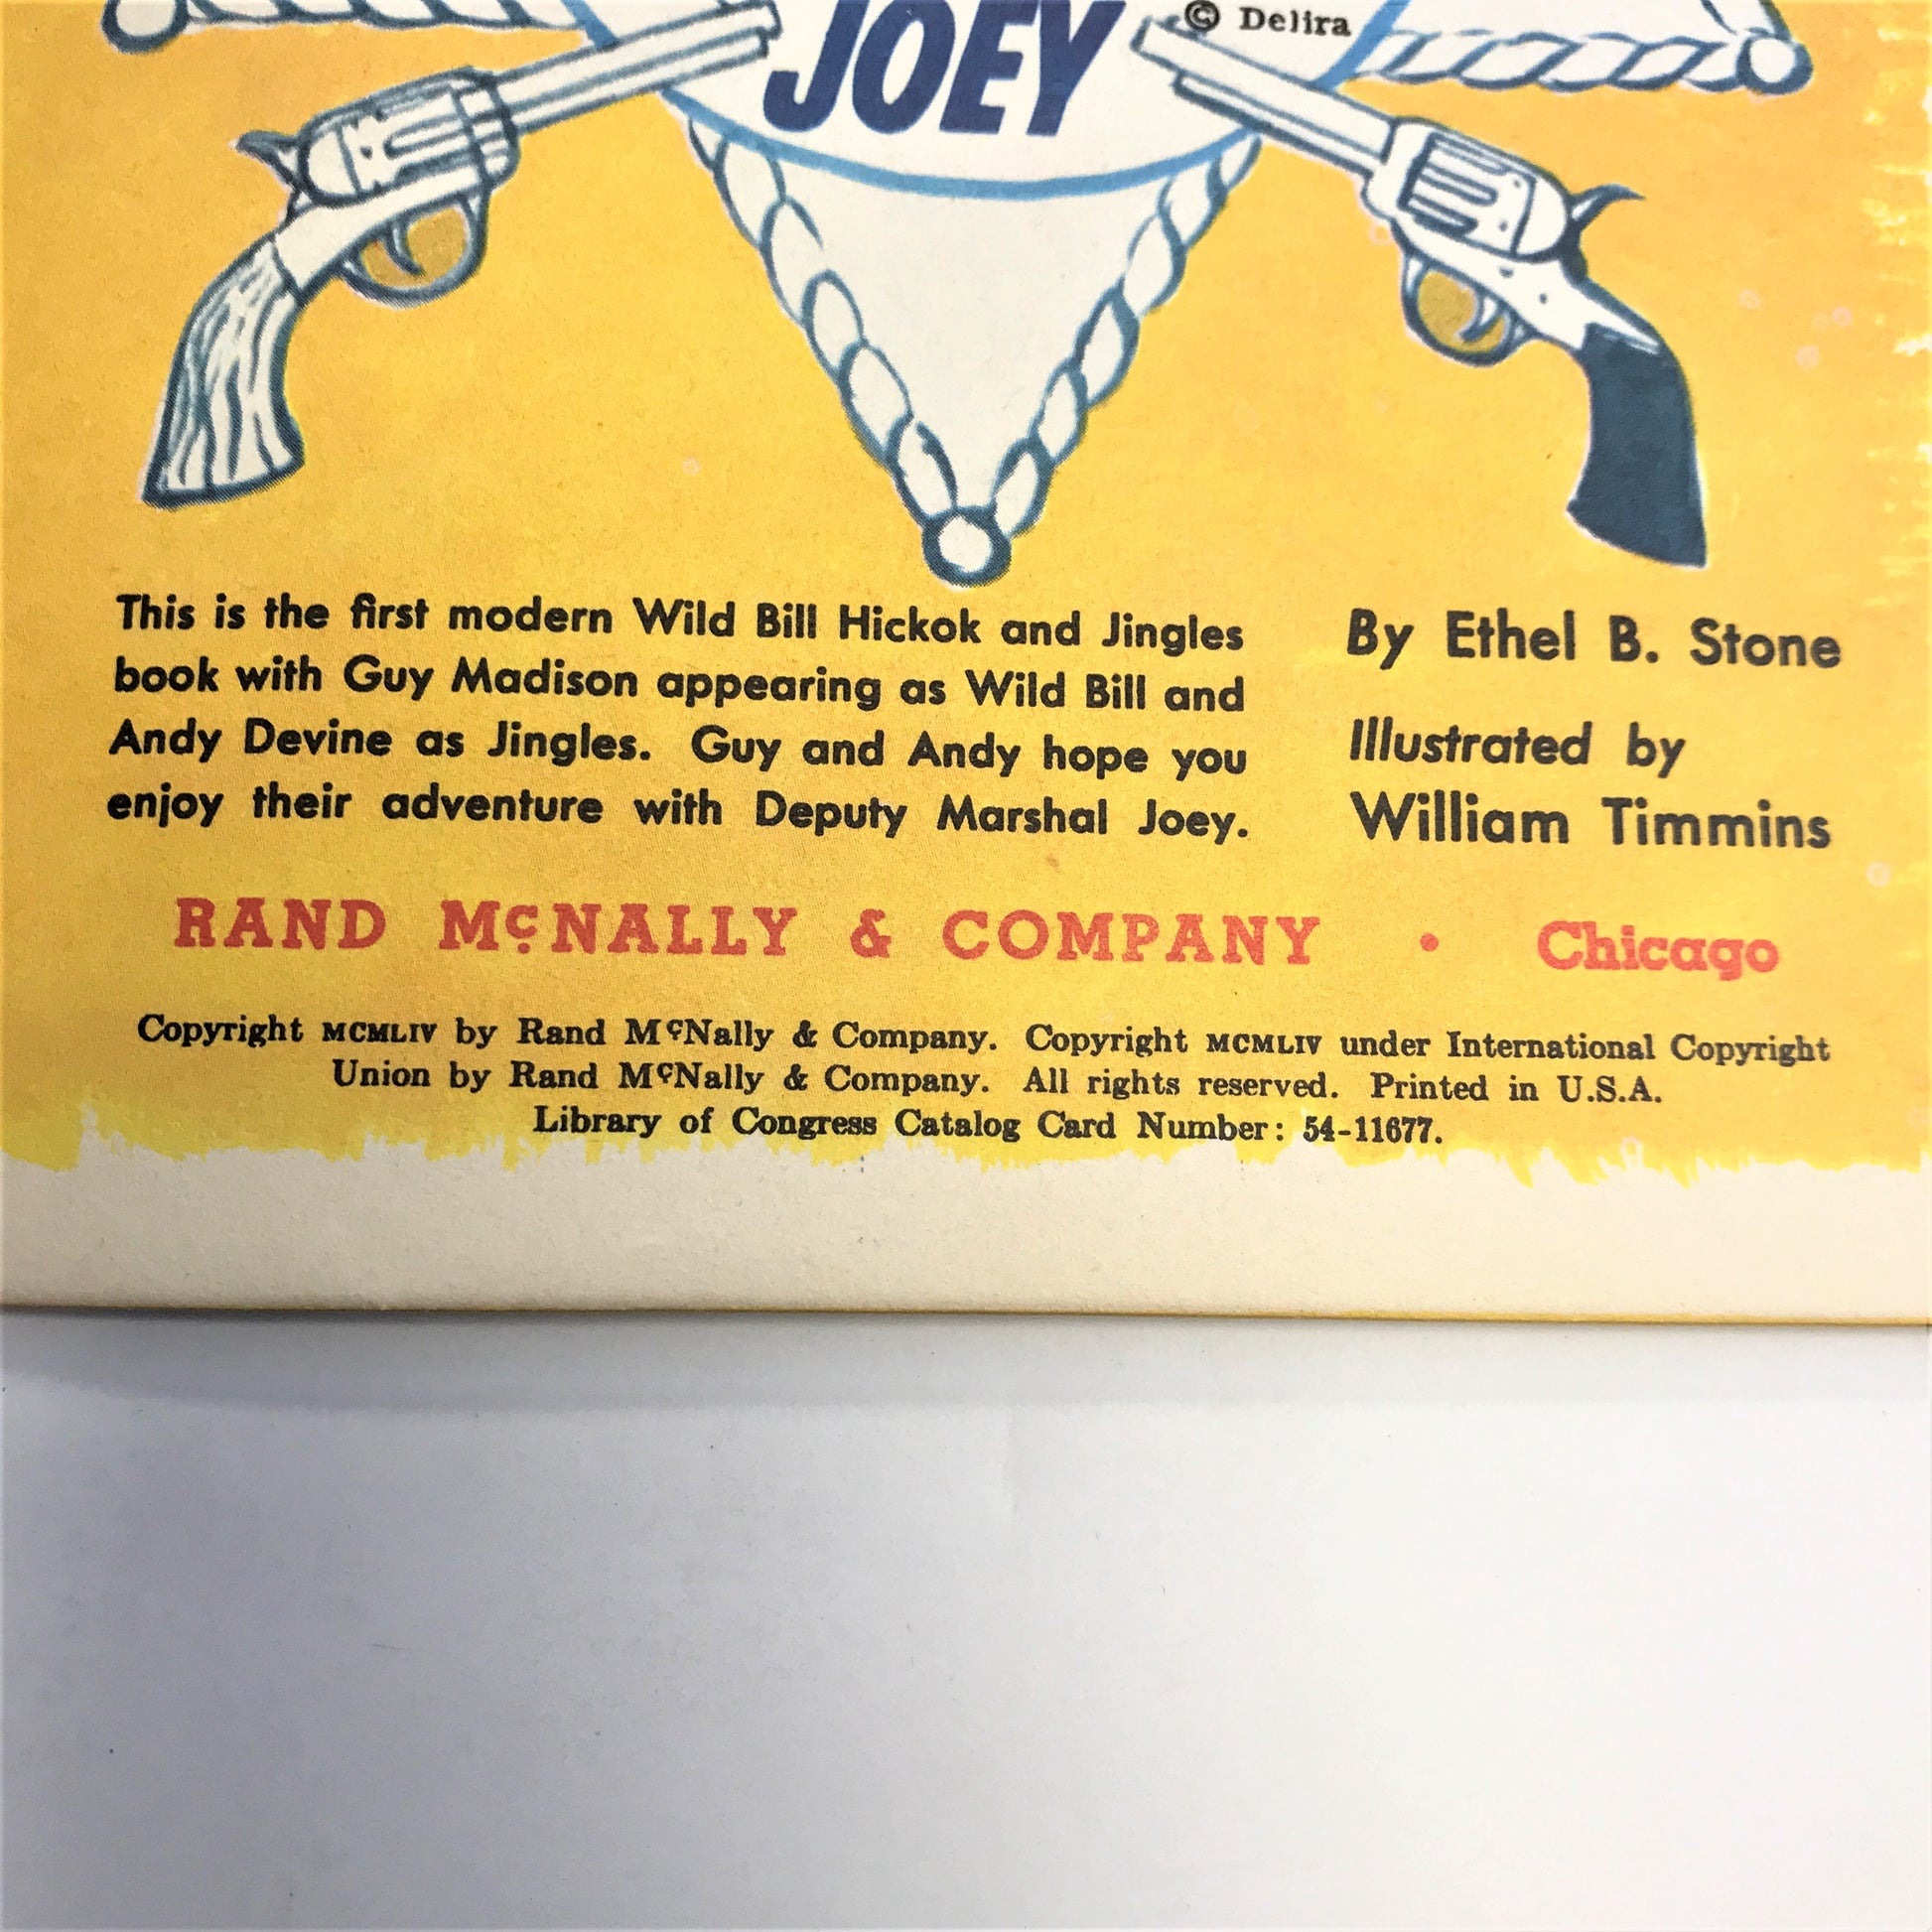 © Delira
JOEY
This is the first modern Wild Bill Hickok and Jingles
book with Guy Madison appearing as Wild Bill and
Andy Devine as Jingles. Guy and Andy hope you
enjoy their adventure with Deputy Marshal Joey.
By Ethel B. Stone
Illustrated by
William Timmins
RAND McNALLY & COMPANY • Chicago
Copyright MCMLIV by Rand McNally & Company. Copyright MCMLIV under International Copyright
Union by Rand McNally & Company. All rights reserved. Printed in U.S.A.
Library of Congress Catalog Card Number: 54-11677.